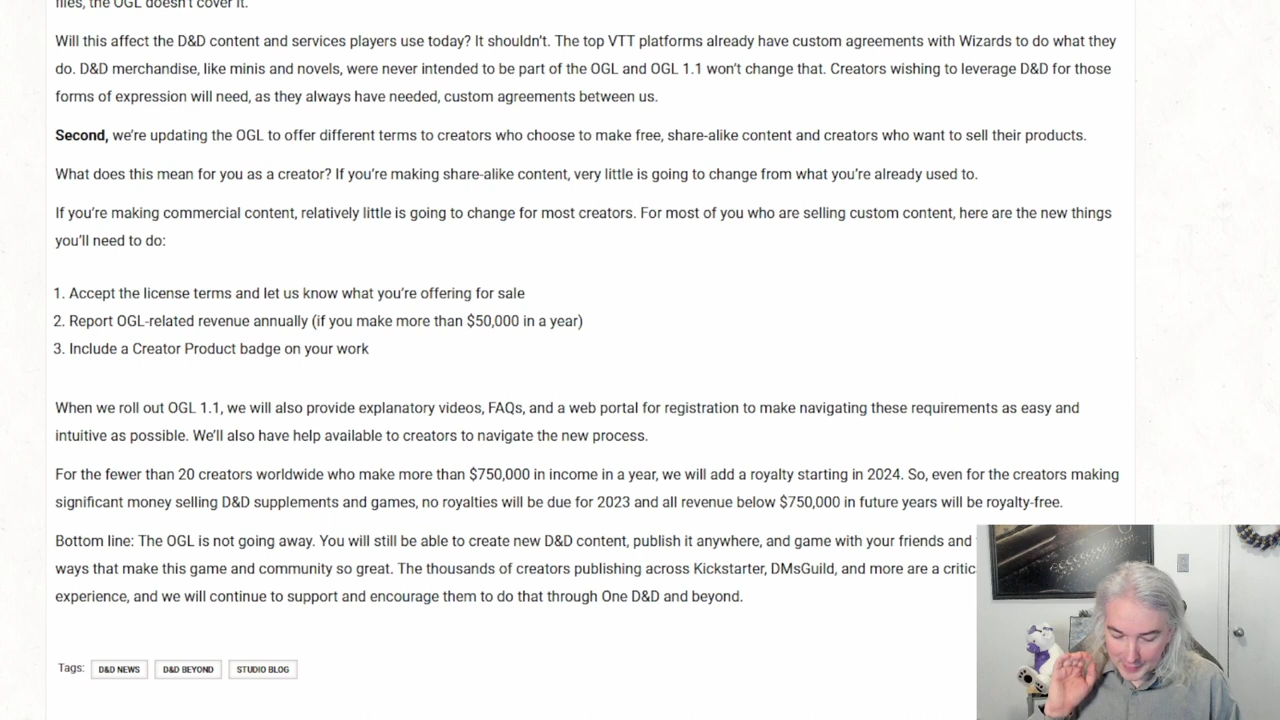 files, the OGL doesn't cover it.
Will this affect the D&D content and services players use today? It shouldn't. The top VTT platforms already have custom agreements with Wizards to do what they
do. D&D merchandise, like minis and novels, were never intended to be part of the OGL and OGL 1.1 won't change that. Creators wishing to leverage D&D for those
forms of expression will need, as they always have needed, custom agreements between us.
Second, we're updating the OGL to offer different terms to creators who choose to make free, share-alike content and creators who want to sell their products.
What does this mean for you as a creator? If you're making share-alike content, very little is going to change from what you're already used to.
If you're making commercial content, relatively little is going to change for most creators. For most of you who are selling custom content, here are the new things
you'll need to do:
1. Accept the license terms and let us know what you're offering for sale
2. Report OGL-related revenue annually (if you make more than $50,000 in a year)
3. Include a Creator Product badge on your work
When we roll out OGL 1.1, we will also provide explanatory videos, FAQs, and a web portal for registration to make navigating these requirements as easy and
intuitive as possible. We'll also have help available to creators to navigate the new process.
For the fewer than 20 creators worldwide who make more than $750,000 in income in a year, we will add a royalty starting in 2024. So, even for the creators making
significant money selling D&D supplements and games, no royalties will be due for 2023 and all revenue below $750,000 in future years will be royalty-free.
Bottom line: The OGL is not going away. You will still be able to create new D&D content, publish it anywhere, and game with your friends and
ways that make this game and community so great. The thousands of creators publishing across Kickstarter, DMsGuild, and more are a critic
experience, and we will continue to support and encourage them to do that through One D&D and beyond.
Tags: D&D NEWS D&D BEYOND STUDIO BLOG